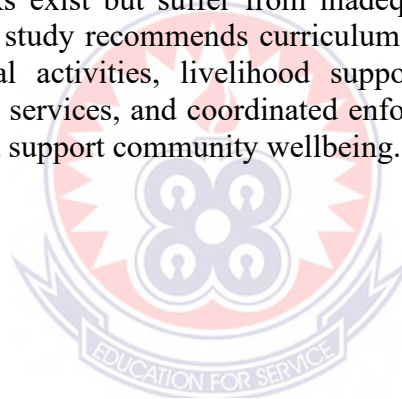 ks exist but suffer from inadeq
study recommends curriculum
al activities, livelihood suppo
services, and coordinated enfo
support community wellbeing.
EDUCATION FOR SERVICE